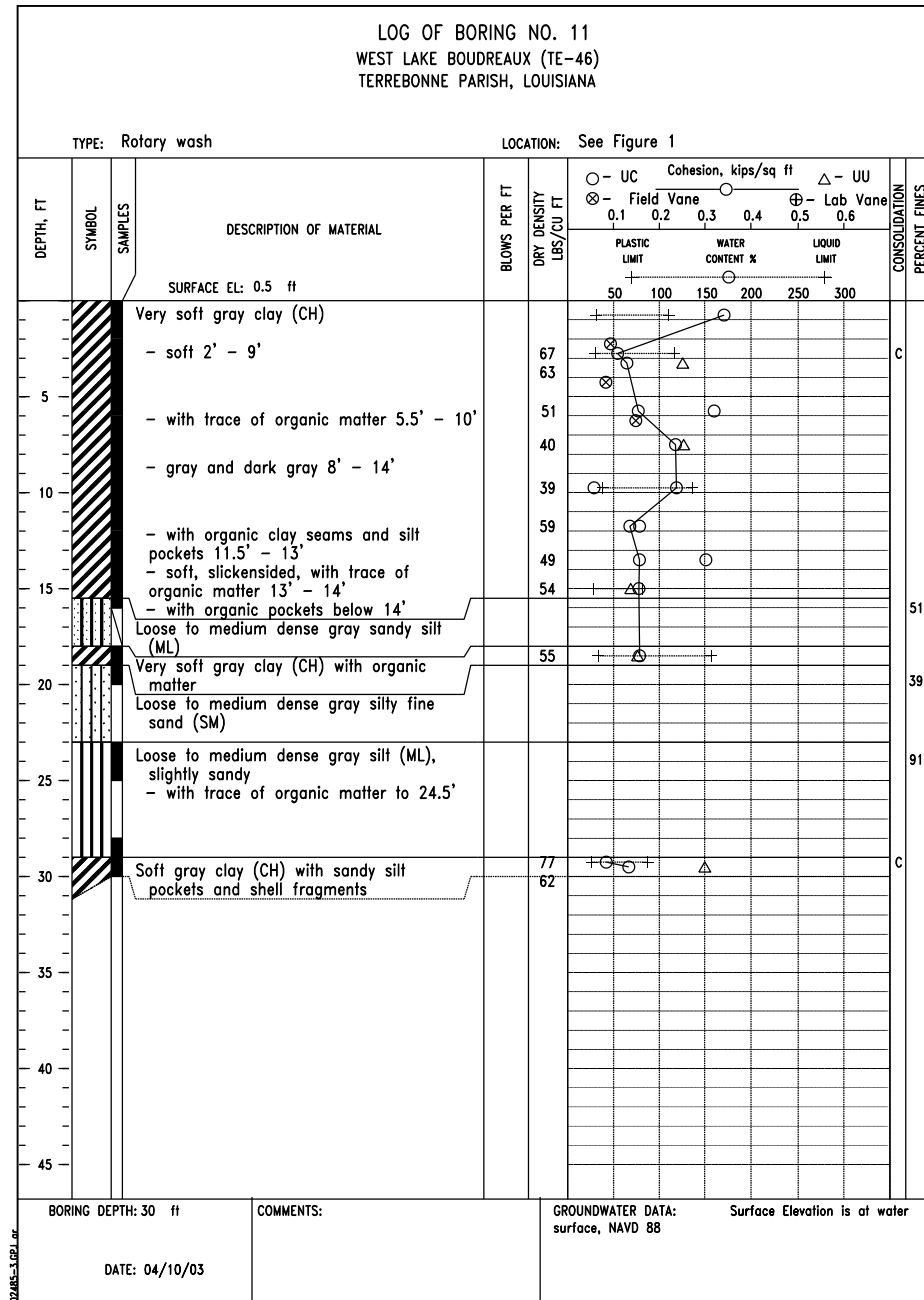 LOG OF BORING NO. 11
WEST LAKE BOUDREAUX (TE-46)
TERREBONNE PARISH, LOUISIANA
TYPE: Rotary wash
LOCATION: See Figure 1
DEPTH, FT
SYMBOL
SAMPLES
DESCRIPTION OF MATERIAL
SURFACE EL: 0.5 ft
BLOWS PER FT
DRY DENSITY
LBS/CU FT
- UC
Cohesion, kips/sq ft
- UU
- Field Vane
- Lab Vane
0.1 0.2 0.3 0.4 0.5 0.6
PLASTIC LIMIT
WATER CONTENT %
LIQUID LIMIT
50 100 150 200 250 300
CONSOLIDATION
PERCENT FINES
Very soft gray clay (CH)
- soft 2' - 9'
67
C
63
5
- with trace of organic matter 5.5' - 10'
51
40
- gray and dark gray 8' - 14'
10
39
- with organic clay seams and silt
pockets 11.5' - 13'
59
- soft, slickensided, with trace of
organic matter 13' - 14'
49
15
54
- with organic pockets below 14'
51
Loose to medium dense gray sandy silt
(ML)
Very soft gray clay (CH) with organic
matter
55
20
39
Loose to medium dense gray silty fine
sand (SM)
Loose to medium dense gray silt (ML),
slightly sandy
91
25
- with trace of organic matter to 24.5'
Soft gray clay (CH) with sandy silt
pockets and shell fragments
77
C
30
62
35
40
45
BORING DEPTH: 30 ft
DATE: 04/10/03
COMMENTS:
GROUNDWATER DATA: Surface Elevation is at water
surface, NAVD 88